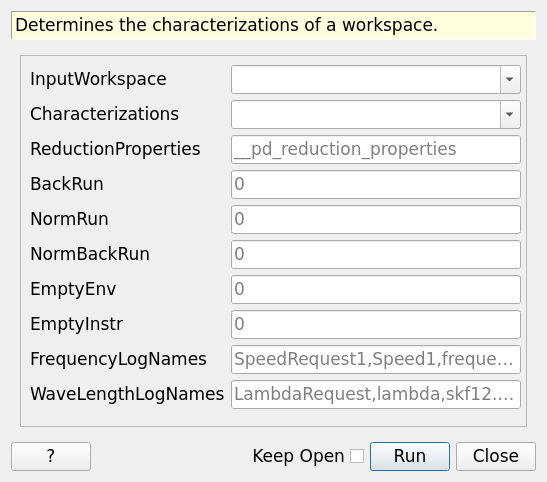 Determines the characterizations of a workspace.
InputWorkspace
Characterizations
ReductionProperties __pd_reduction_properties
BackRun 0
NormRun 0
NormBackRun 0
EmptyEnv 0
EmptyInstr 0
FrequencyLogNames SpeedRequest1,Speed1,freque...
WaveLengthLogNames LambdaRequest,lambda,skf12....
? Keep Open Run Close